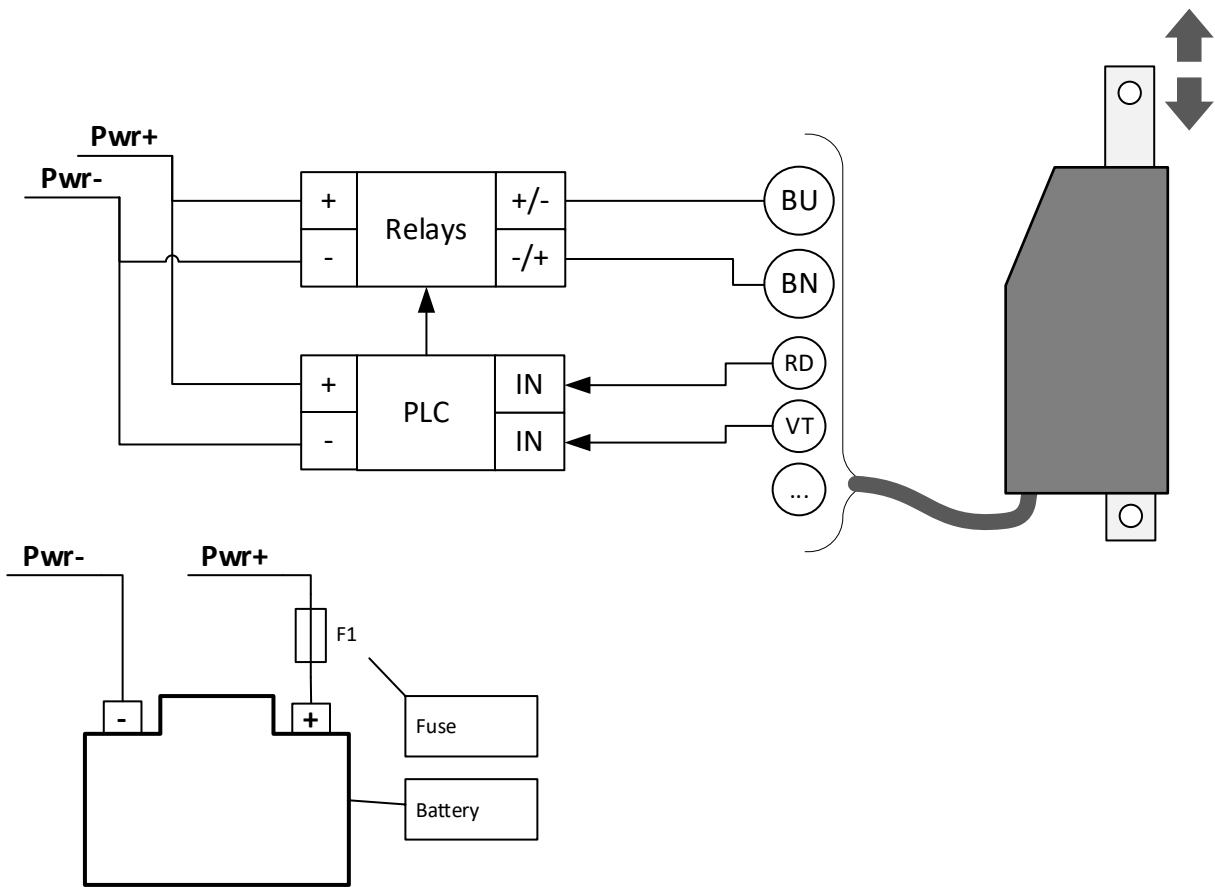 Pwr+
Pwr-
+
-
Relays
+/-
-/+
BU
BN
+
-
PLC
IN
IN
RD
VT
...
Pwr-
Pwr+
F1
-
+
Fuse
Battery